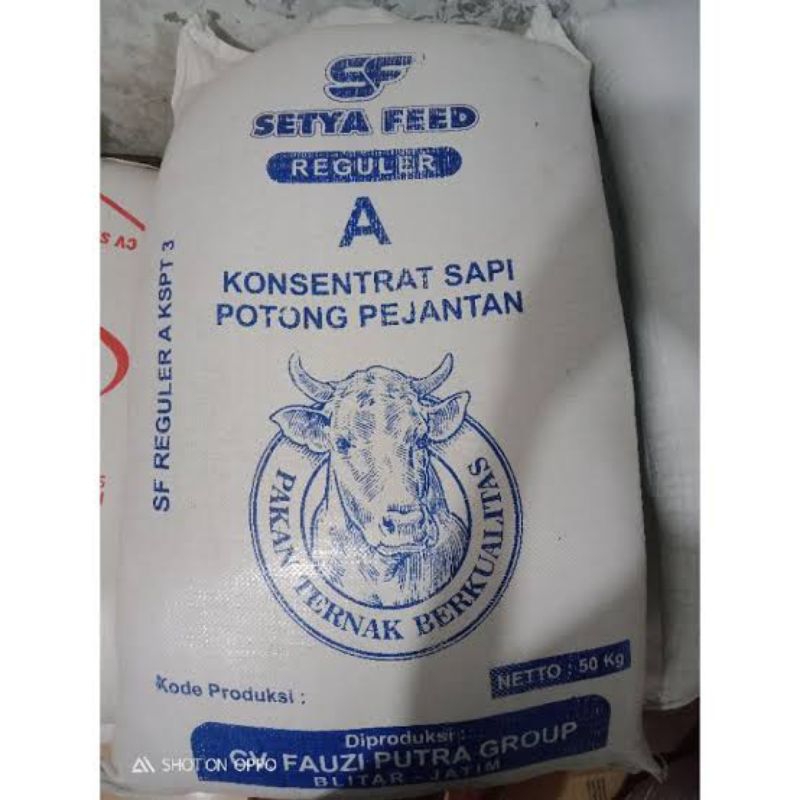 SF
SETYA FEED
REGULER
A
KONSENTRAT SAPI
POTONG PEJANTAN
SF REGULER A KSPT 3
PAKAN TERNAK BERKUALITAS
NETTO : 50 Kg
Kode Produksi :
Diproduksi :
CV. FAUZI PUTRA GROUP
BLITAR - JATIM
SHOT ON OPPO
CV S